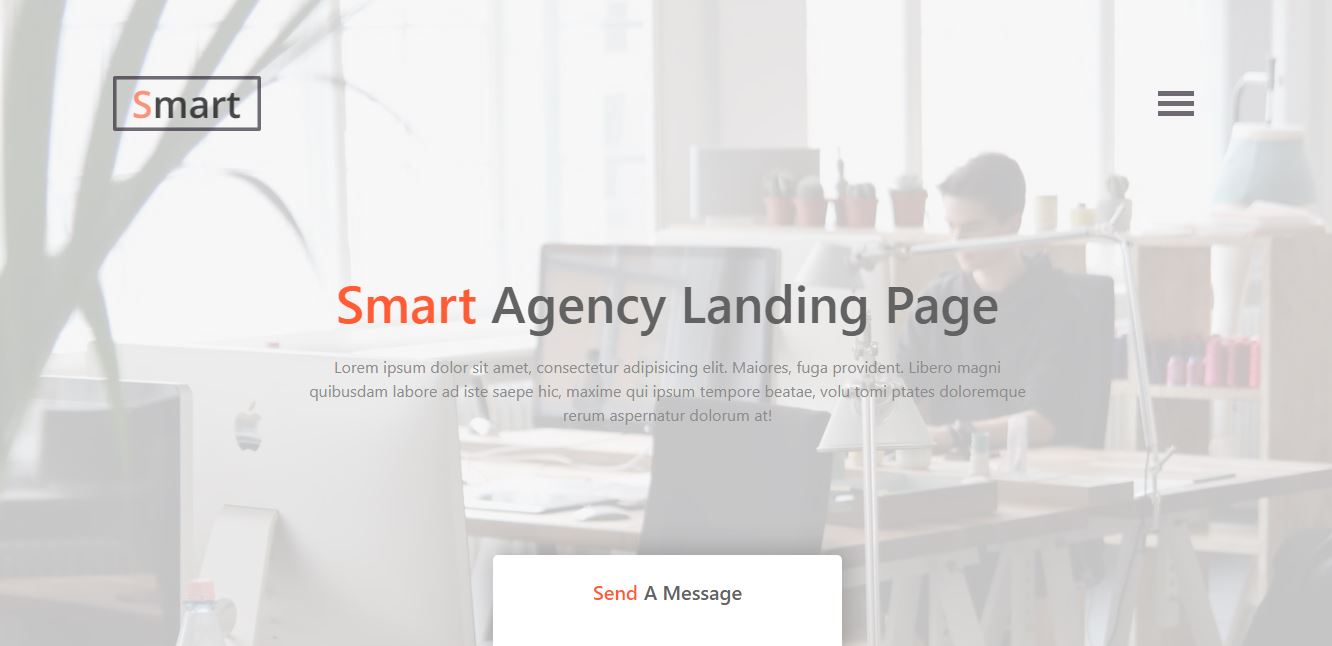 Smart
Smart Agency Landing Page
Lorem ipsum dolor sit amet, consectetur adipisicing elit. Maiores, fuga provident. Libero magni
quibusdam labore ad iste saepe hic, maxime qui ipsum tempore beatae, volu tomi ptates doloremque
rerum aspernatur dolorum at!
Send A Message